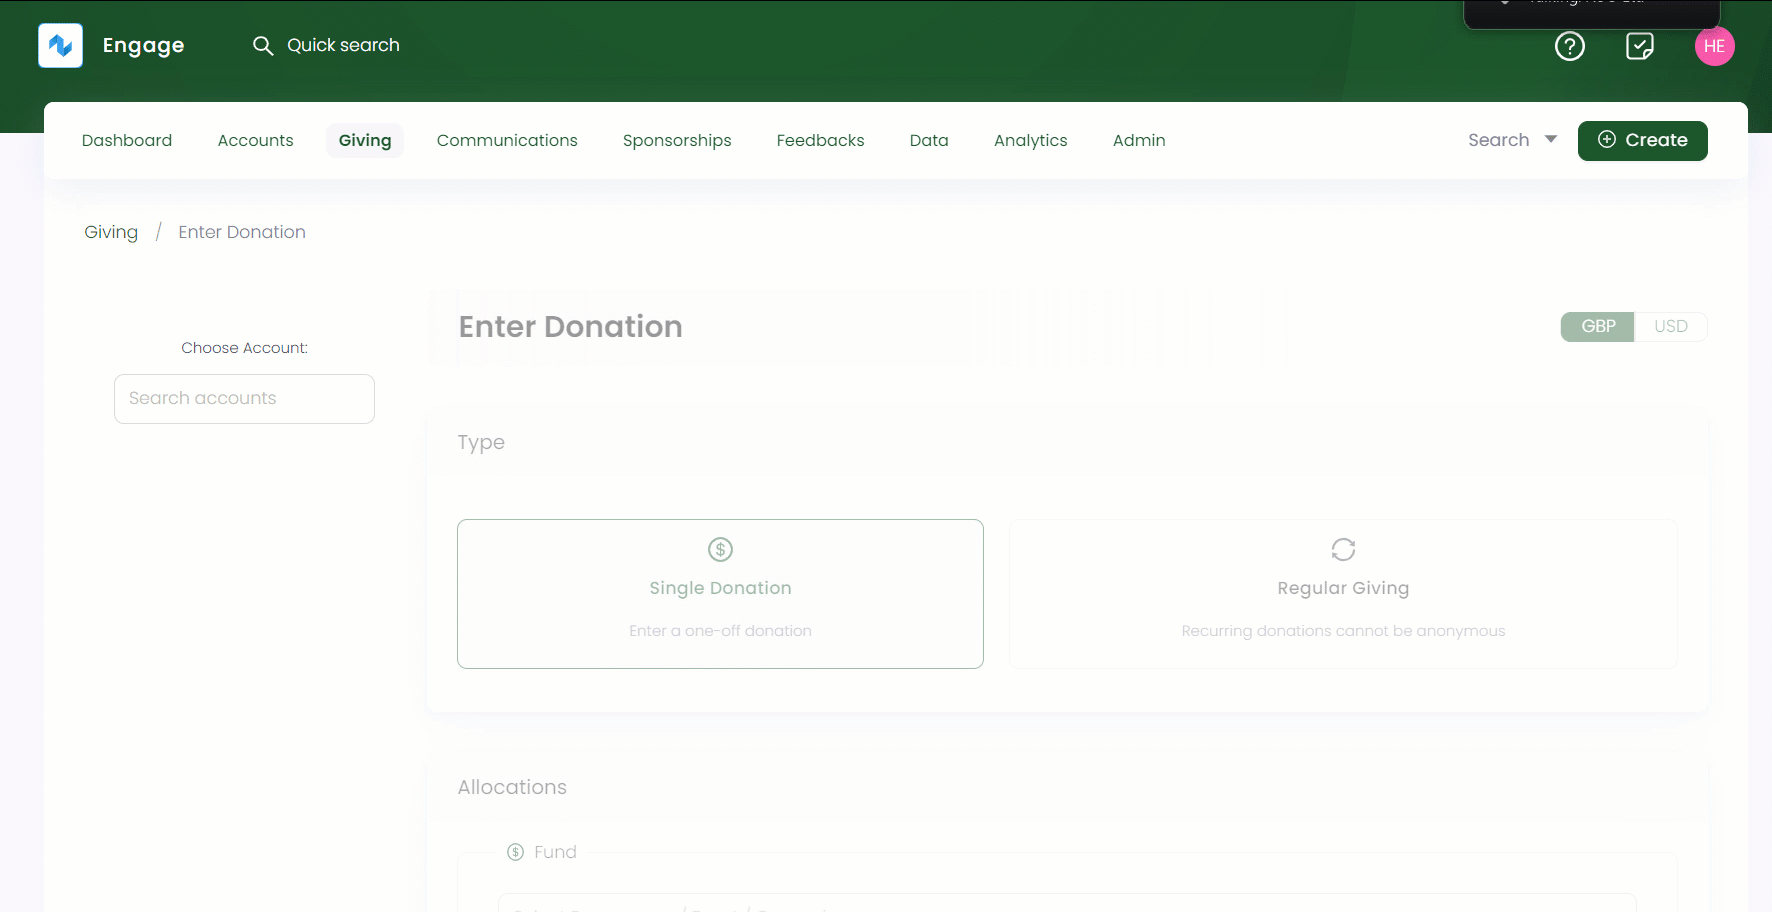 Engage
Quick search
HE
Dashboard
Accounts
Giving
Communications
Sponsorships
Feedbacks
Data
Analytics
Admin
Search
Create
Giving / Enter Donation
Choose Account:
Search accounts
Enter Donation
GBP
USD
Type
Single Donation
Enter a one-off donation
Regular Giving
Recurring donations cannot be anonymous
Allocations
Fund